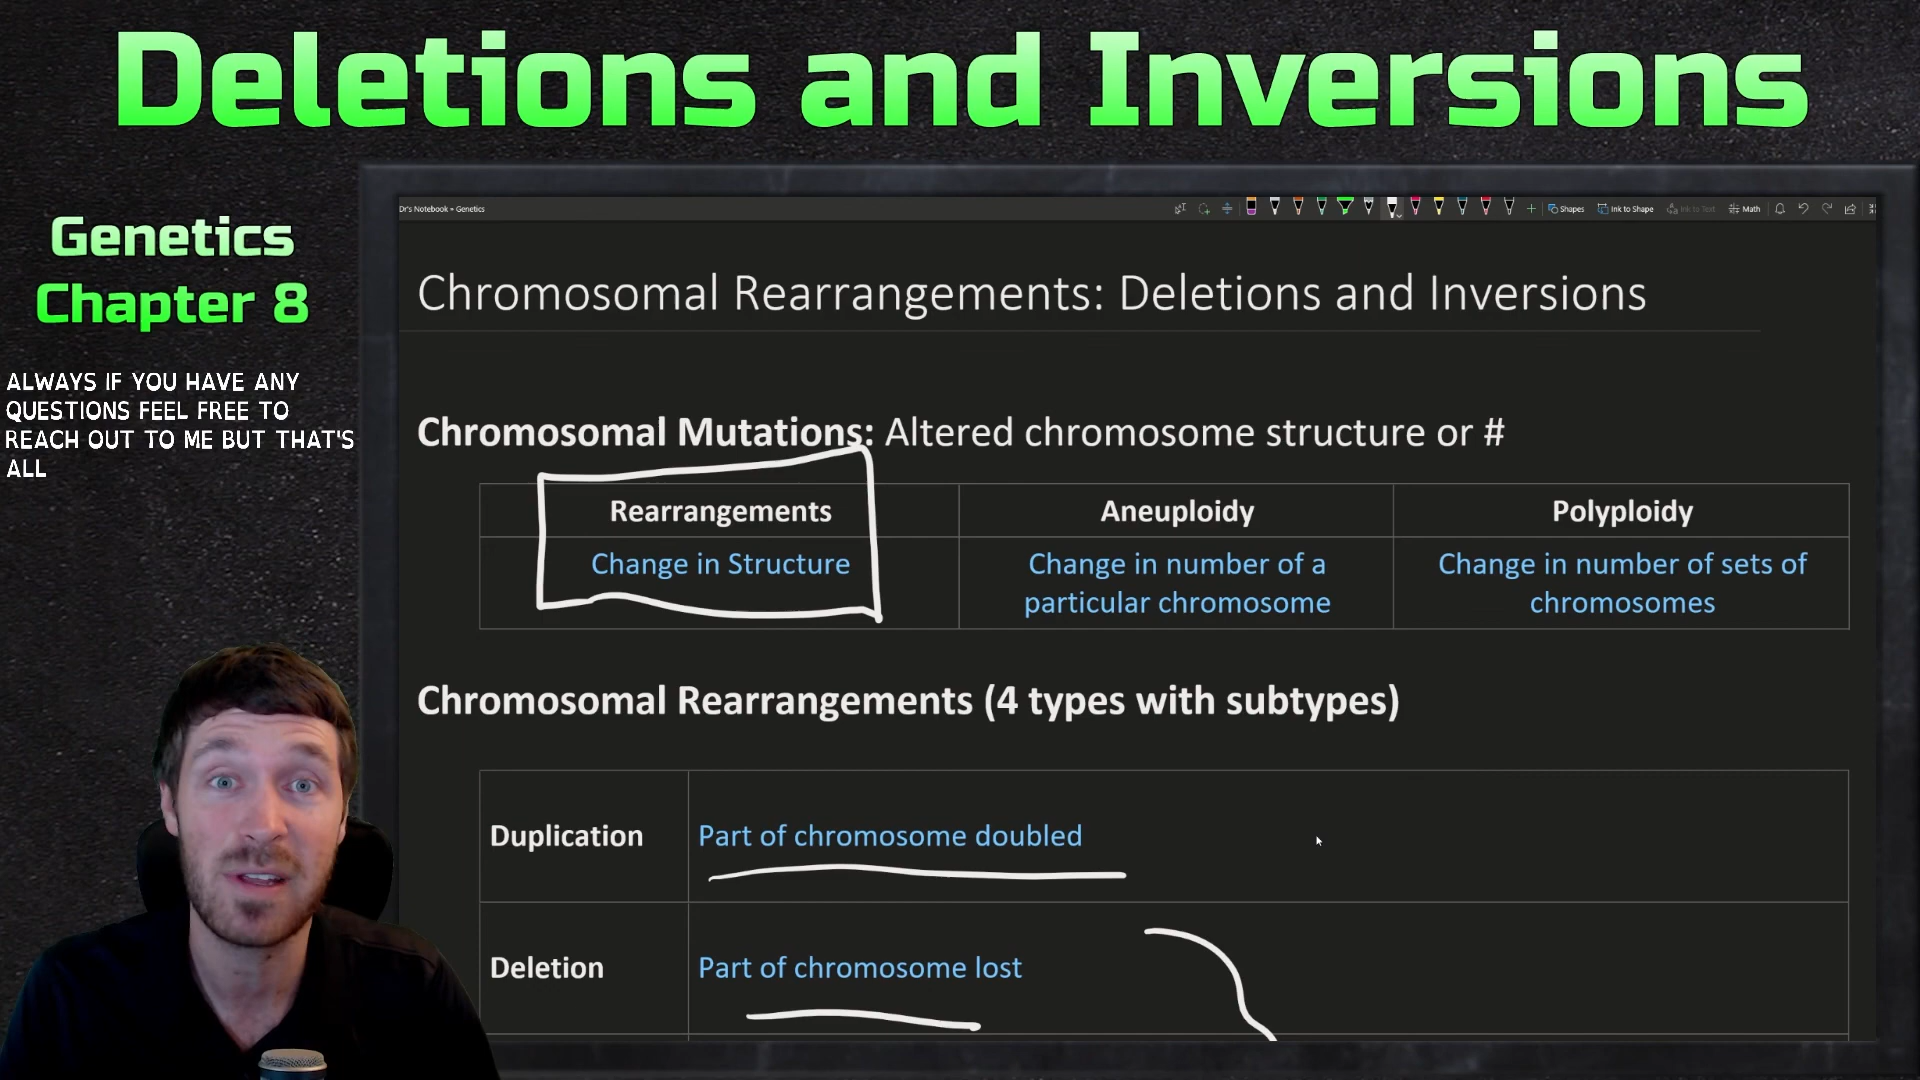 Deletions and Inversions
Genetics
Chapter 8
ALWAYS IF YOU HAVE ANY
QUESTIONS FEEL FREE TO
REACH OUT TO ME BUT THAT'S
ALL
Dr's Notebook » Genetics
Shapes
Ink to Shape
Ink to Text
Math
Chromosomal Rearrangements: Deletions and Inversions
Chromosomal Mutations: Altered chromosome structure or #
Rearrangements Aneuploidy Polyploidy
Change in Structure Change in number of a Change in number of sets of
particular chromosome chromosomes
Chromosomal Rearrangements (4 types with subtypes)
Duplication Part of chromosome doubled
Deletion Part of chromosome lost